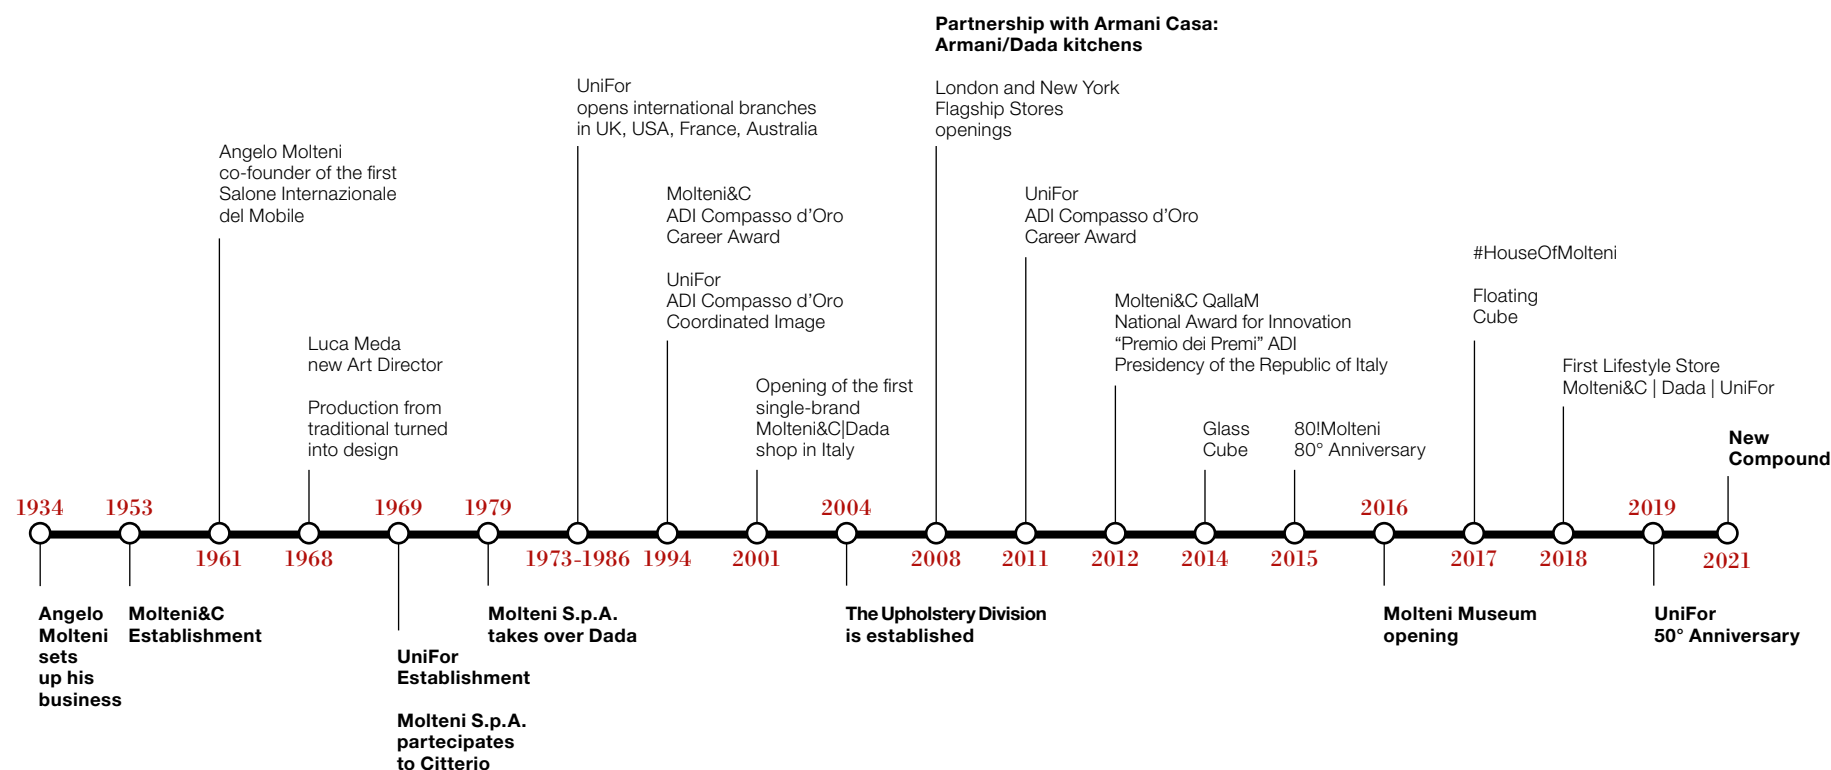 1934
Angelo
Molteni
sets
up his
business
1953
Molteni&C
Establishment
Angelo Molteni
co-founder of the first
Salone Internazionale
del Mobile
1961
Luca Meda
new Art Director
Production from
traditional turned
into design
1968
1969
UniFor
Establishment
Molteni S.p.A.
partecipates
to Citterio
1979
Molteni S.p.A.
takes over Dada
UniFor
opens international branches
in UK, USA, France, Australia
1973-1986
Molteni&C
ADI Compasso d’Oro
Career Award
UniFor
ADI Compasso d’Oro
Coordinated Image
1994
Opening of the first
single-brand
Molteni&C|Dada
shop in Italy
2001
2004
The Upholstery Division
is established
Partnership with Armani Casa:
Armani/Dada kitchens
London and New York
Flagship Stores
openings
2008
UniFor
ADI Compasso d’Oro
Career Award
2011
Molteni&C QallaM
National Award for Innovation
“Premio dei Premi” ADI
Presidency of the Republic of Italy
2012
Glass
Cube
2014
80!Molteni
80° Anniversary
2015
2016
Molteni Museum
opening
#HouseOfMolteni
Floating
Cube
2017
First Lifestyle Store
Molteni&C | Dada | UniFor
2018
2019
UniFor
50° Anniversary
New
Compound
2021